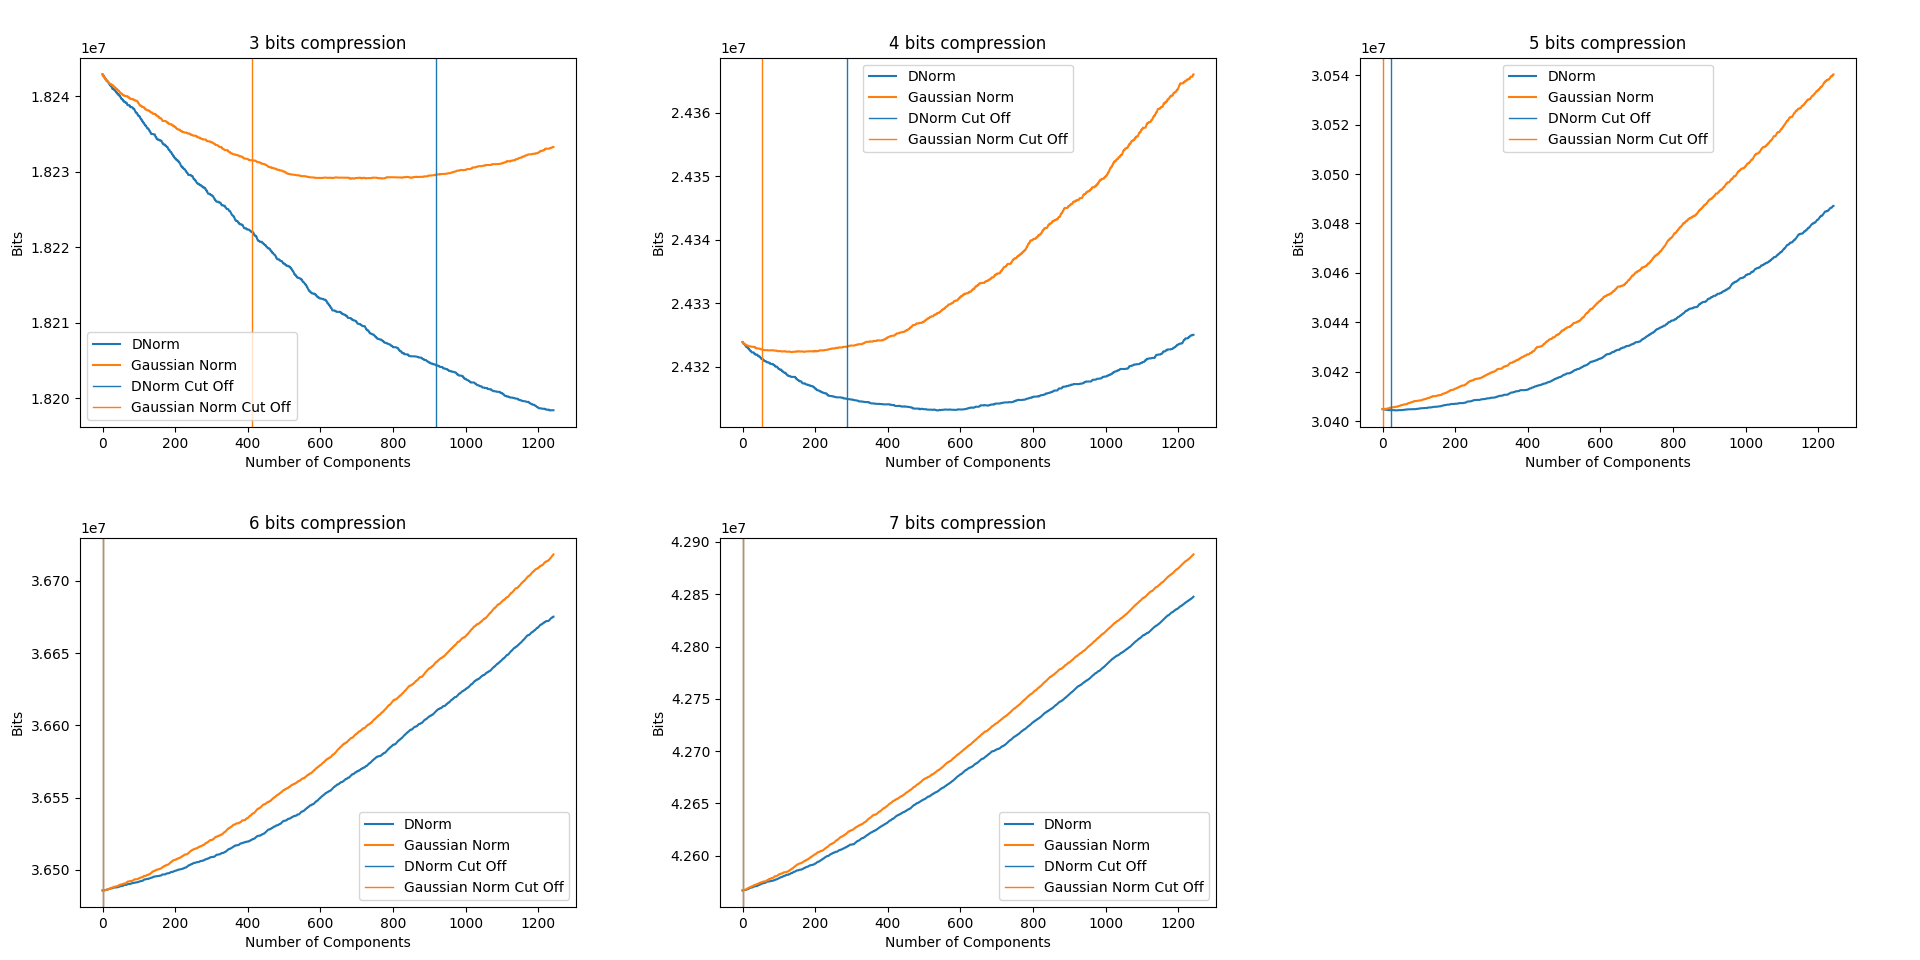 3 bits compression
1e7
1.824
1.823
1.822
1.821
1.820
Bits
DNorm
Gaussian Norm
DNorm Cut Off
Gaussian Norm Cut Off
0 200 400 600 800 1000 1200
Number of Components
4 bits compression
1e7
2.436
2.435
2.434
2.433
2.432
Bits
DNorm
Gaussian Norm
DNorm Cut Off
Gaussian Norm Cut Off
0 200 400 600 800 1000 1200
Number of Components
5 bits compression
1e7
3.054
3.052
3.050
3.048
3.046
3.044
3.042
3.040
Bits
DNorm
Gaussian Norm
DNorm Cut Off
Gaussian Norm Cut Off
0 200 400 600 800 1000 1200
Number of Components
6 bits compression
1e7
3.670
3.665
3.660
3.655
3.650
Bits
DNorm
Gaussian Norm
DNorm Cut Off
Gaussian Norm Cut Off
0 200 400 600 800 1000 1200
Number of Components
7 bits compression
1e7
4.290
4.285
4.280
4.275
4.270
4.265
4.260
Bits
DNorm
Gaussian Norm
DNorm Cut Off
Gaussian Norm Cut Off
0 200 400 600 800 1000 1200
Number of Components